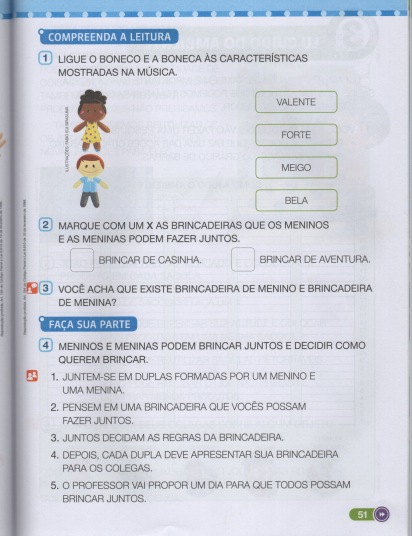 COMPREENDA A LEITURA
1 LIGUE O BONECO E A BONECA ÀS CARACTERÍSTICAS
MOSTRADAS NA MÚSICA.
VALENTE
FORTE
MEIGO
BELA
2 MARQUE COM UM X AS BRINCADEIRAS QUE OS MENINOS
E AS MENINAS PODEM FAZER JUNTOS.
BRINCAR DE CASINHA. BRINCAR DE AVENTURA.
3 VOCÊ ACHA QUE EXISTE BRINCADEIRA DE MENINO E BRINCADEIRA
DE MENINA?
FAÇA SUA PARTE
4 MENINOS E MENINAS PODEM BRINCAR JUNTOS E DECIDIR COMO
QUEREM BRINCAR.
1. JUNTEM-SE EM DUPLAS FORMADAS POR UM MENINO E
UMA MENINA.
2. PENSEM EM UMA BRINCADEIRA QUE VOCÊS POSSAM
FAZER JUNTOS.
3. JUNTOS DECIDAM AS REGRAS DA BRINCADEIRA.
4. DEPOIS, CADA DUPLA DEVE APRESENTAR SUA BRINCADEIRA
PARA OS COLEGAS.
5. O PROFESSOR VAI PROPOR UM DIA PARA QUE TODOS POSSAM
BRINCAR JUNTOS.
51